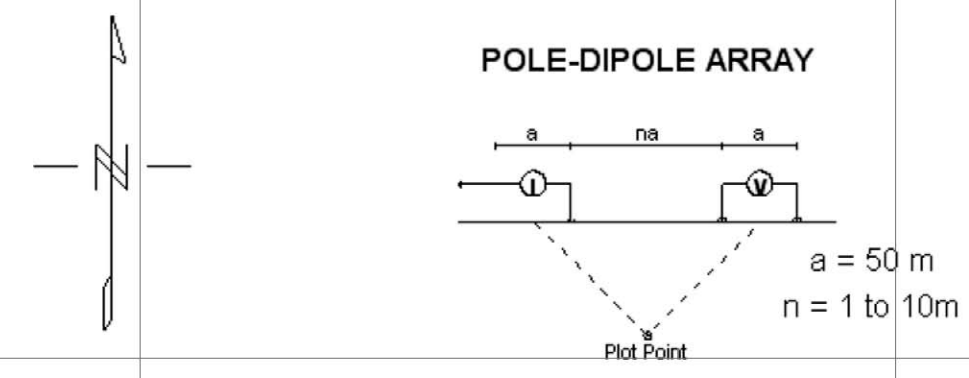 N
POLE-DIPOLE ARRAY
a na a
I V
a = 50 m
n = 1 to 10m
Plot Point